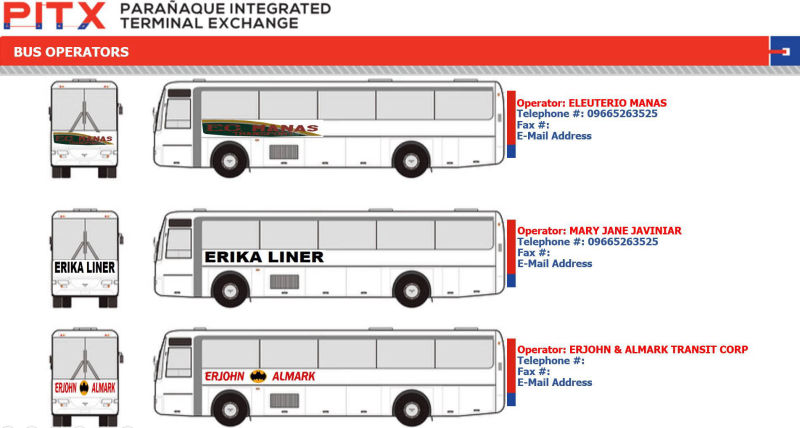 PITX PARAÑAQUE INTEGRATED
TERMINAL EXCHANGE
BUS OPERATORS
MANAS
MANAS
Operator: ELEUTERIO MANAS
Telephone #: 09665263525
Fax #:
E-Mail Address
ERIKA LINER
ERIKA LINER
Operator: MARY JANE JAVINIAR
Telephone #: 09665263525
Fax #:
E-Mail Address
ERJOHN ALMARK
ERJOHN ALMARK
Operator: ERJOHN & ALMARK TRANSIT CORP
Telephone #:
Fax #:
E-Mail Address